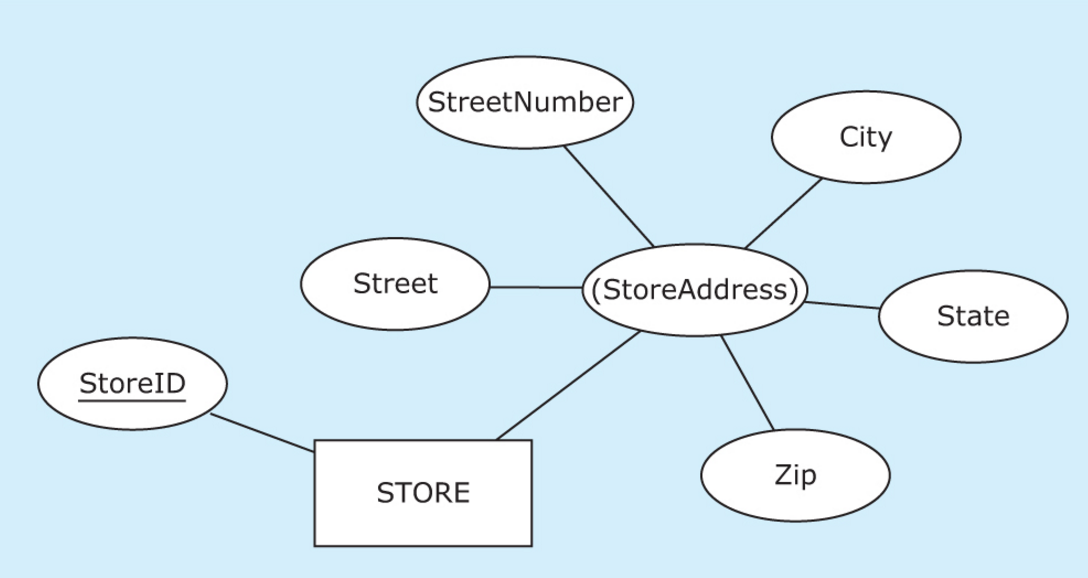 StreetNumber
City
Street
(StoreAddress)
State
StoreID
Zip
STORE